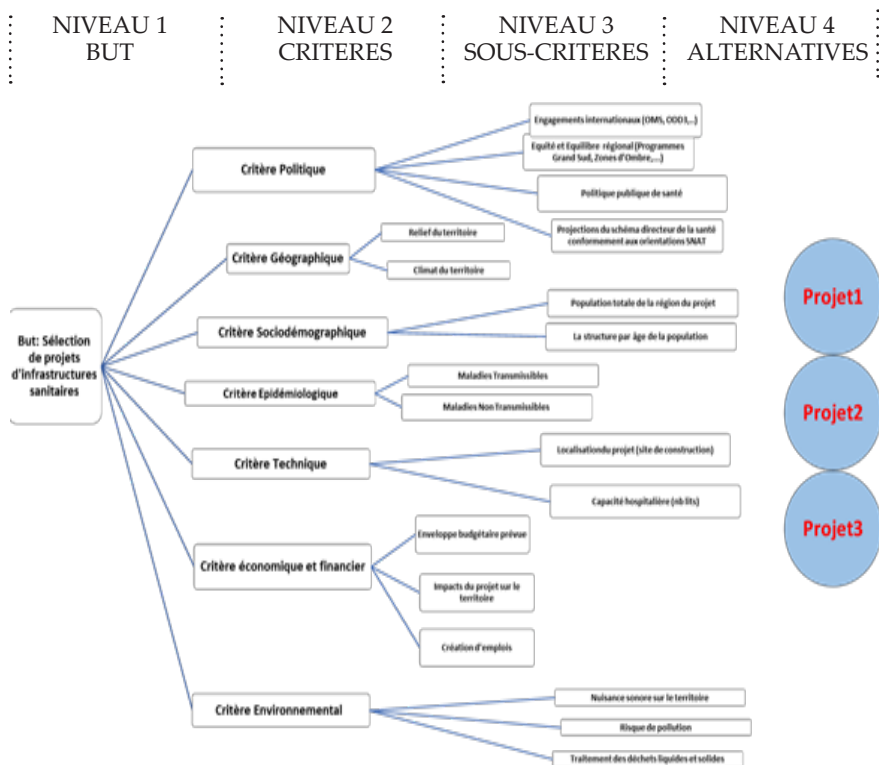 NIVEAU 1
BUT
NIVEAU 2
CRITERES
NIVEAU 3
SOUS-CRITERES
NIVEAU 4
ALTERNATIVES
But: Sélection
de projets
d'infrastructures
sanitaires
Critère Politique
Engagements internationaux (OMS, ODD3,..)
Equité et Equilibre régional (Programmes
Grand Sud, Zones d'Ombre,...)
Politique publique de santé
Projections du schéma directeur de la santé
conformement aux orientations SNAT
Critère Géographique
Relief du territoire
Climat du territoire
Critère Sociodémographique
Population totale de la région du projet
La structure par âge de la population
Critère Epidémiologique
Maladies Transmissibles
Maladies Non Transmissibles
Critère Technique
Localisationdu projet (site de construction)
Capacité hospitalière (nb lits)
Critère économique et financier
Enveloppe budgétaire prévue
Impacts du projet sur le
territoire
Création d'emplois
Critère Environnemental
Nuisance sonore sur le territoire
Risque de pollution
Traitement des déchets liquides et solides
Projet1
Projet2
Projet3